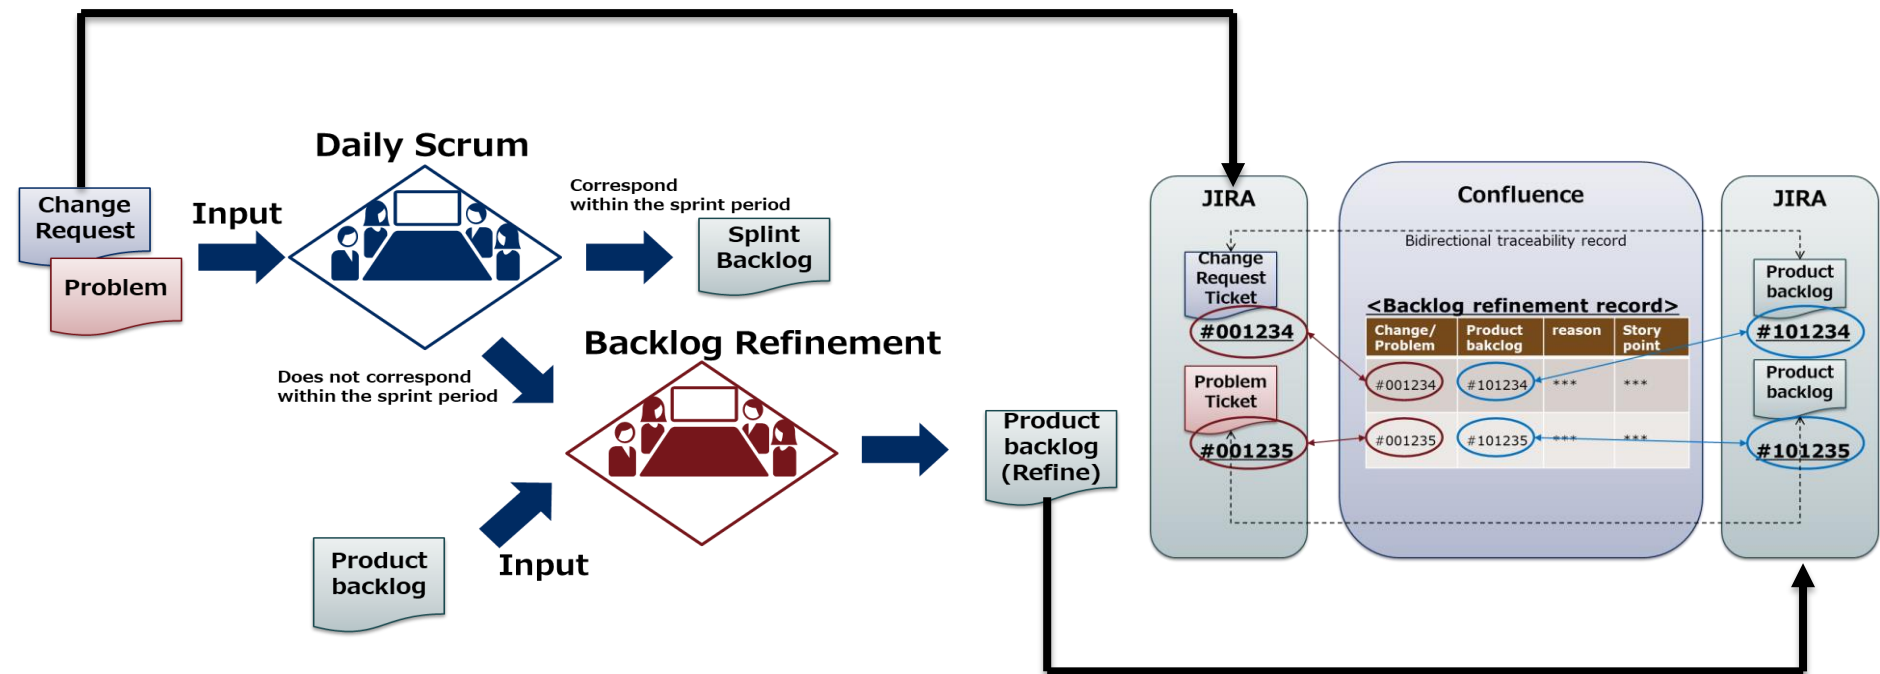 Daily Scrum
Change
Request
Problem
Input
Correspond
within the sprint period
Splint
Backlog
Does not correspond
within the sprint period
Backlog Refinement
Product
backlog
Input
Product
backlog
(Refine)
JIRA
Change
Request
Ticket
#001234
Problem
Ticket
#001235
Confluence
Bidirectional traceability record
<Backlog refinement record>
Change/
Problem
Product
bakclog
reason
Story
point
#001234
#101234
***
***
#001235
#101235
***
***
JIRA
Product
backlog
#101234
Product
backlog
#101235